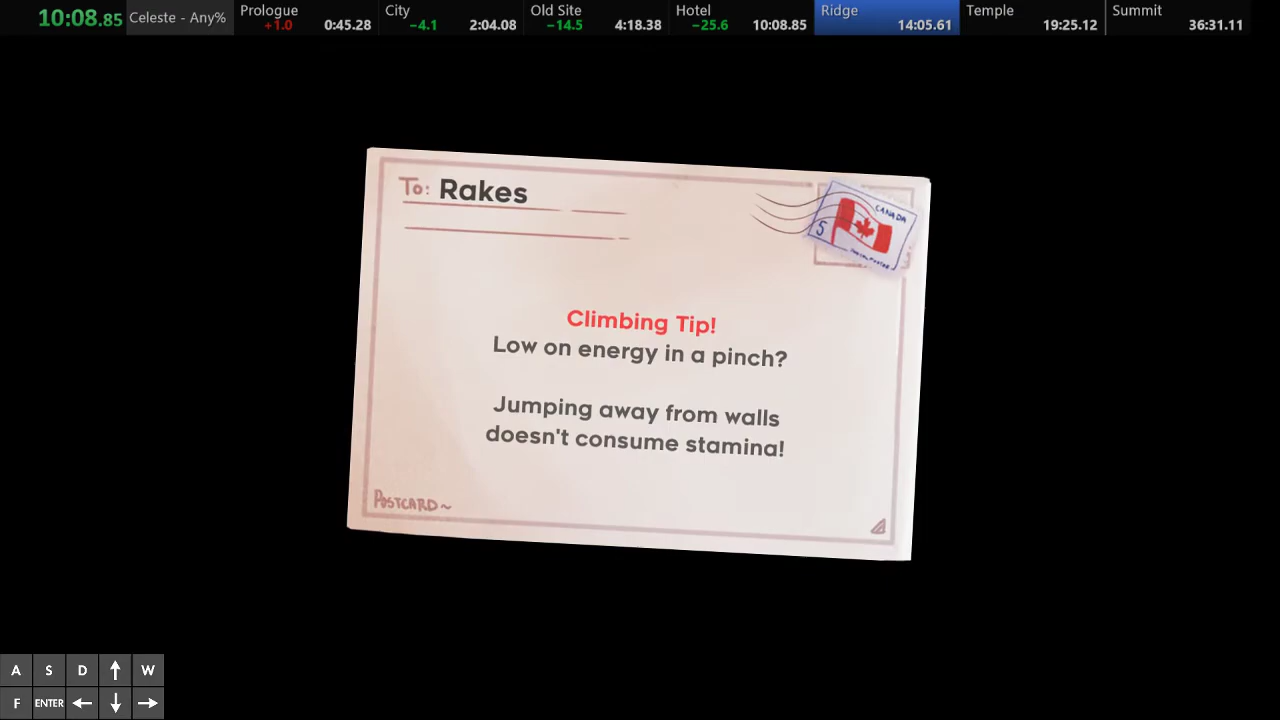 10:08.85
Celeste - Any%
Prologue
+1.0 0:45.28
City
-4.1 2:04.08
Old Site
-14.5 4:18.38
Hotel
-25.6 10:08.85
Ridge
14:05.61
Temple
19:25.12
Summit
36:31.11
To: Rakes
CANADA
5
Climbing Tip!
Low on energy in a pinch?
Jumping away from walls
doesn't consume stamina!
POSTCARD~
A S D ↑ W
F ENTER ← ↓ →